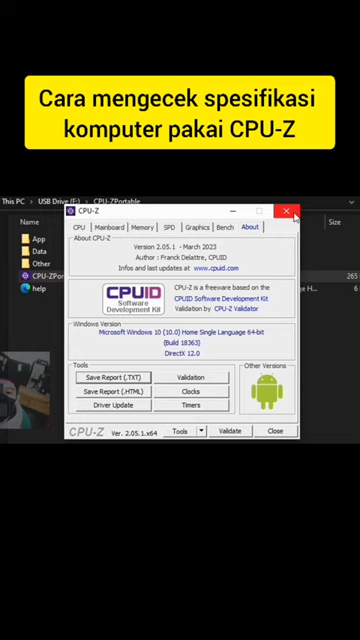 Cara mengecek spesifikasi
komputer pakai CPU-Z
This PC › USB Drive (E:) › CPU-ZPortable
Name
Size
App
Data
Other
CPU-ZPor
265
help
CPU-Z
CPU Mainboard Memory SPD Graphics Bench About
About CPU-Z
Version 2.05.1 - March 2023
Author : Franck Delattre, CPUID
Infos and last updates at www.cpuid.com
CPUID
Software
Development Kit
CPU-Z is a freeware based on the
CPUID Software Development Kit
Validation by CPU-Z Validator
Windows Version
Microsoft Windows 10 (10.0) Home Single Language 64-bit
(Build 18363)
DirectX 12.0
Tools
Other Versions
Save Report (.TXT) Validation
Save Report (.HTML) Clocks
Driver Update Timers
CPU-Z Ver. 2.05.1.x64 Tools Validate Close